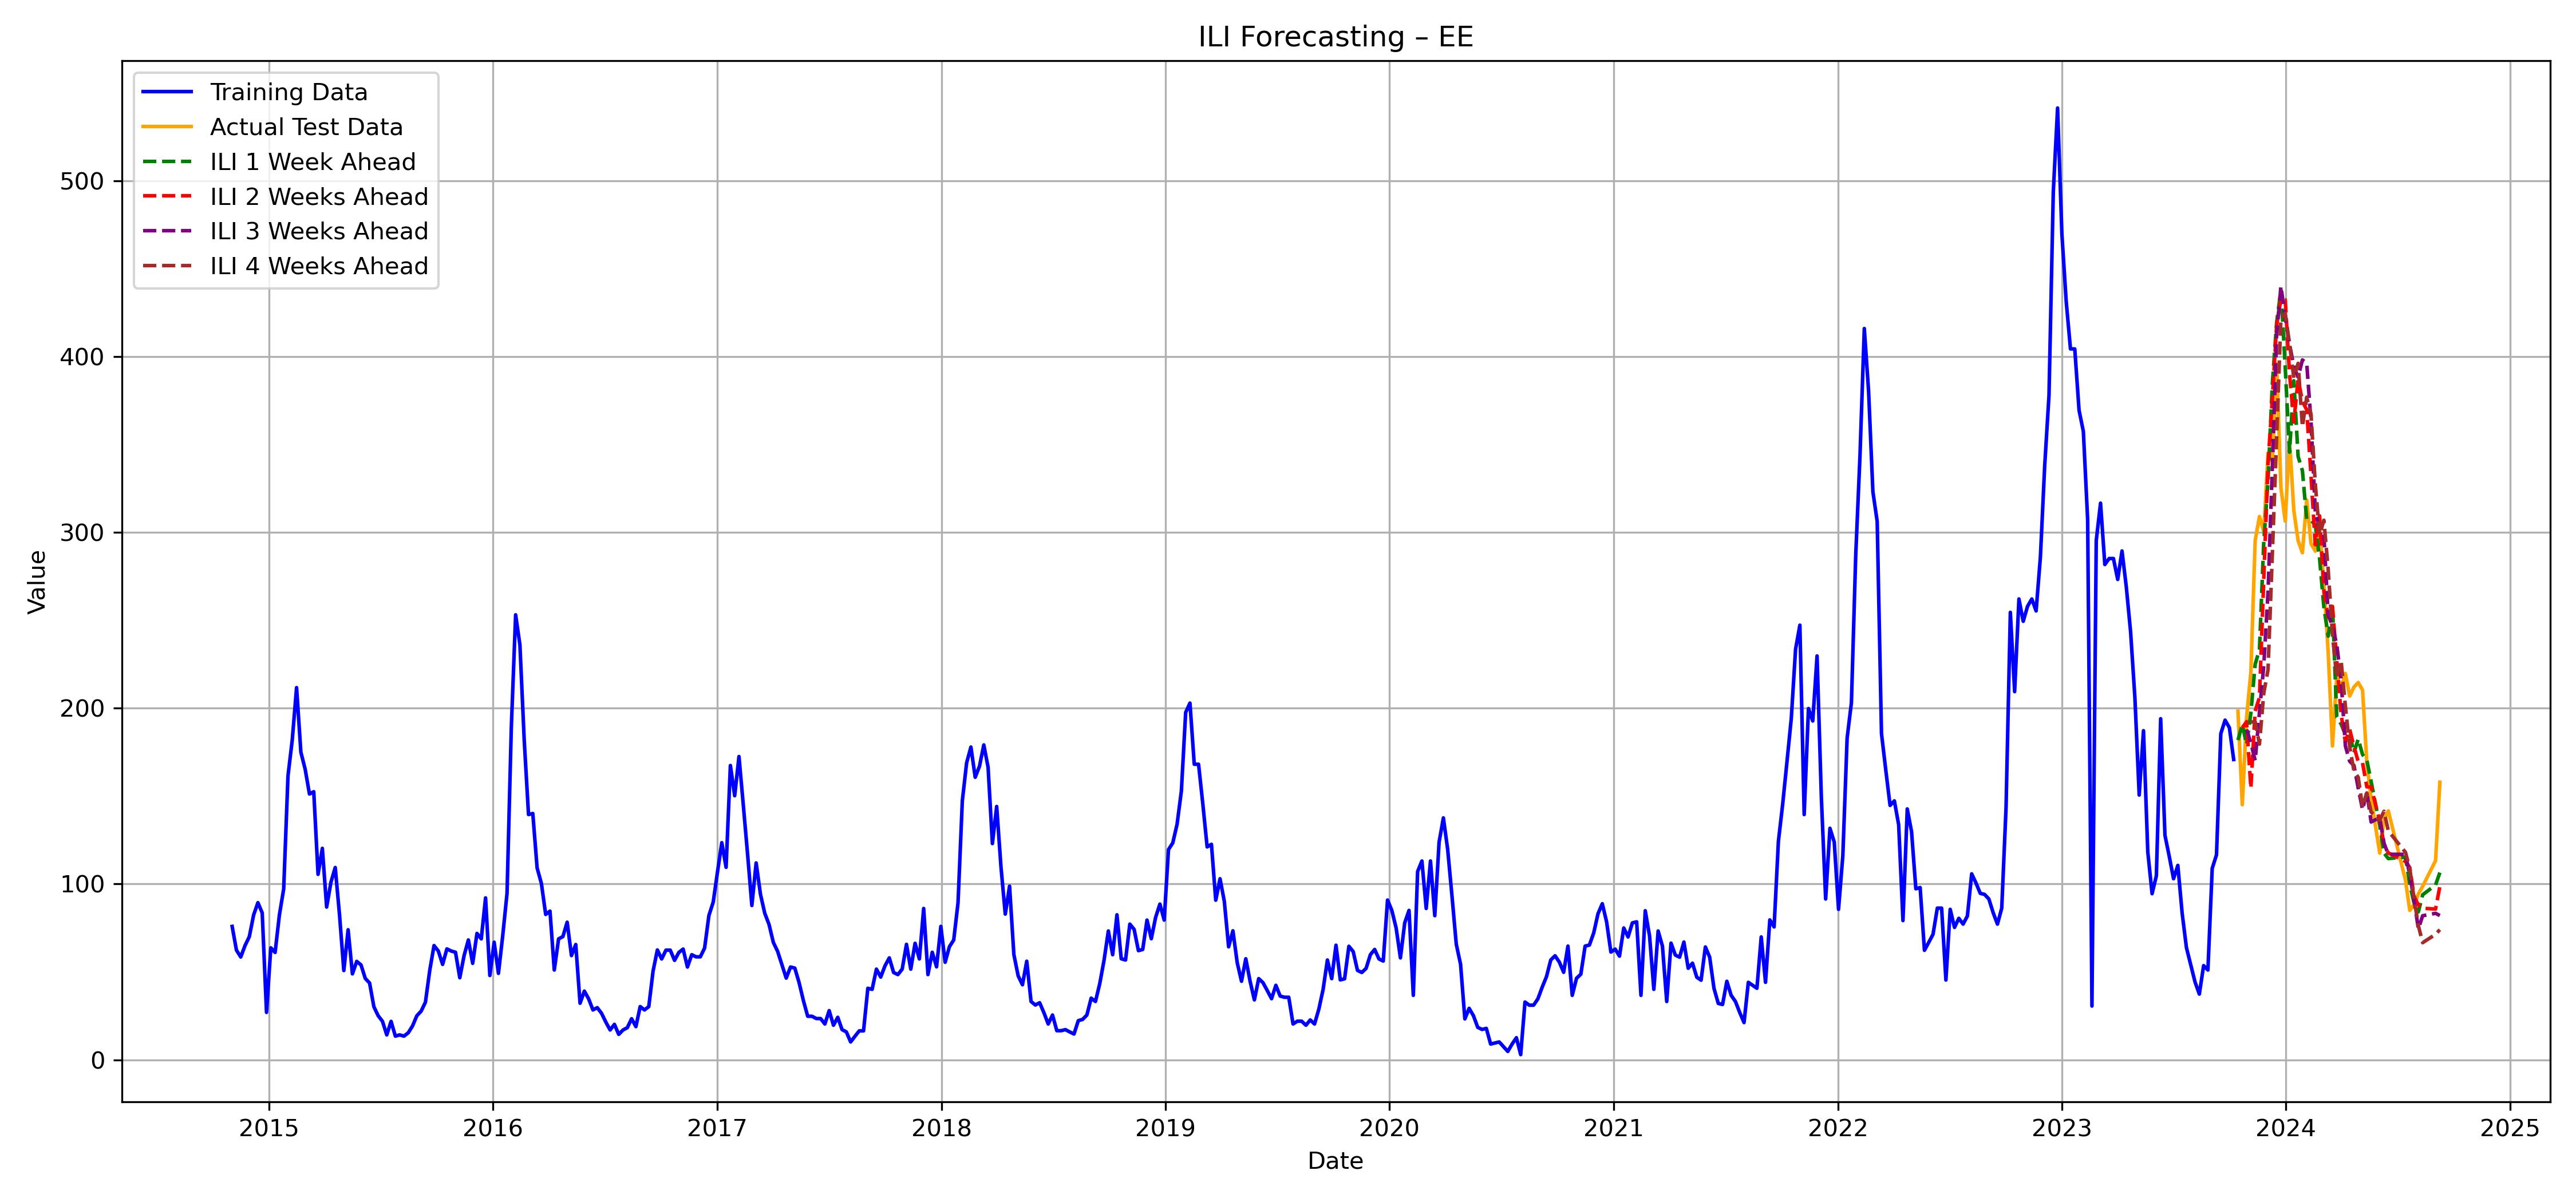 ILI Forecasting – EE
Training Data
Actual Test Data
ILI 1 Week Ahead
ILI 2 Weeks Ahead
ILI 3 Weeks Ahead
ILI 4 Weeks Ahead
500
400
300
200
100
0
Value
2015 2016 2017 2018 2019 2020 2021 2022 2023 2024 2025
Date